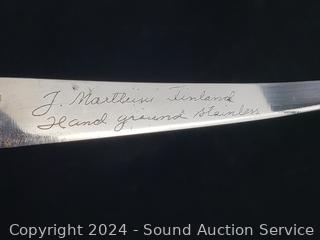 J. Marttiini Finland
Hand ground Stainless
Copyright 2024 - Sound Auction Service